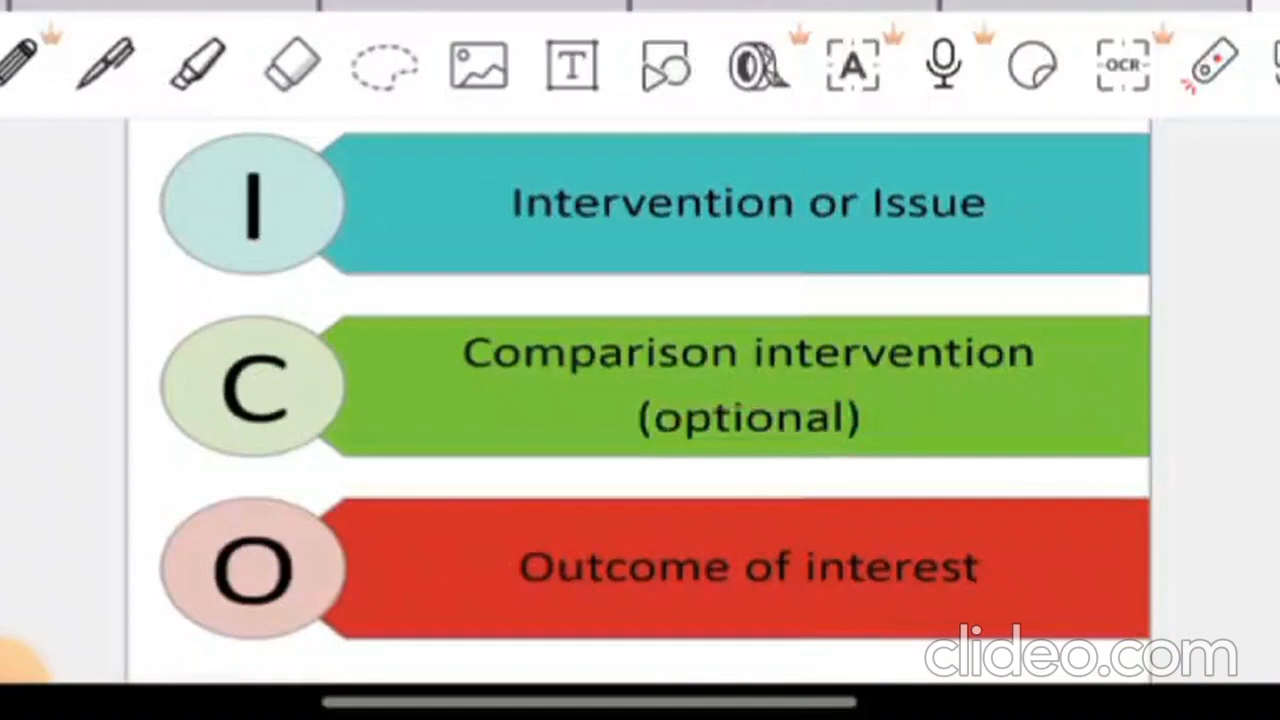 T
A
OCR
I
Intervention or Issue
C
Comparison intervention
(optional)
O
Outcome of interest
clideo.com